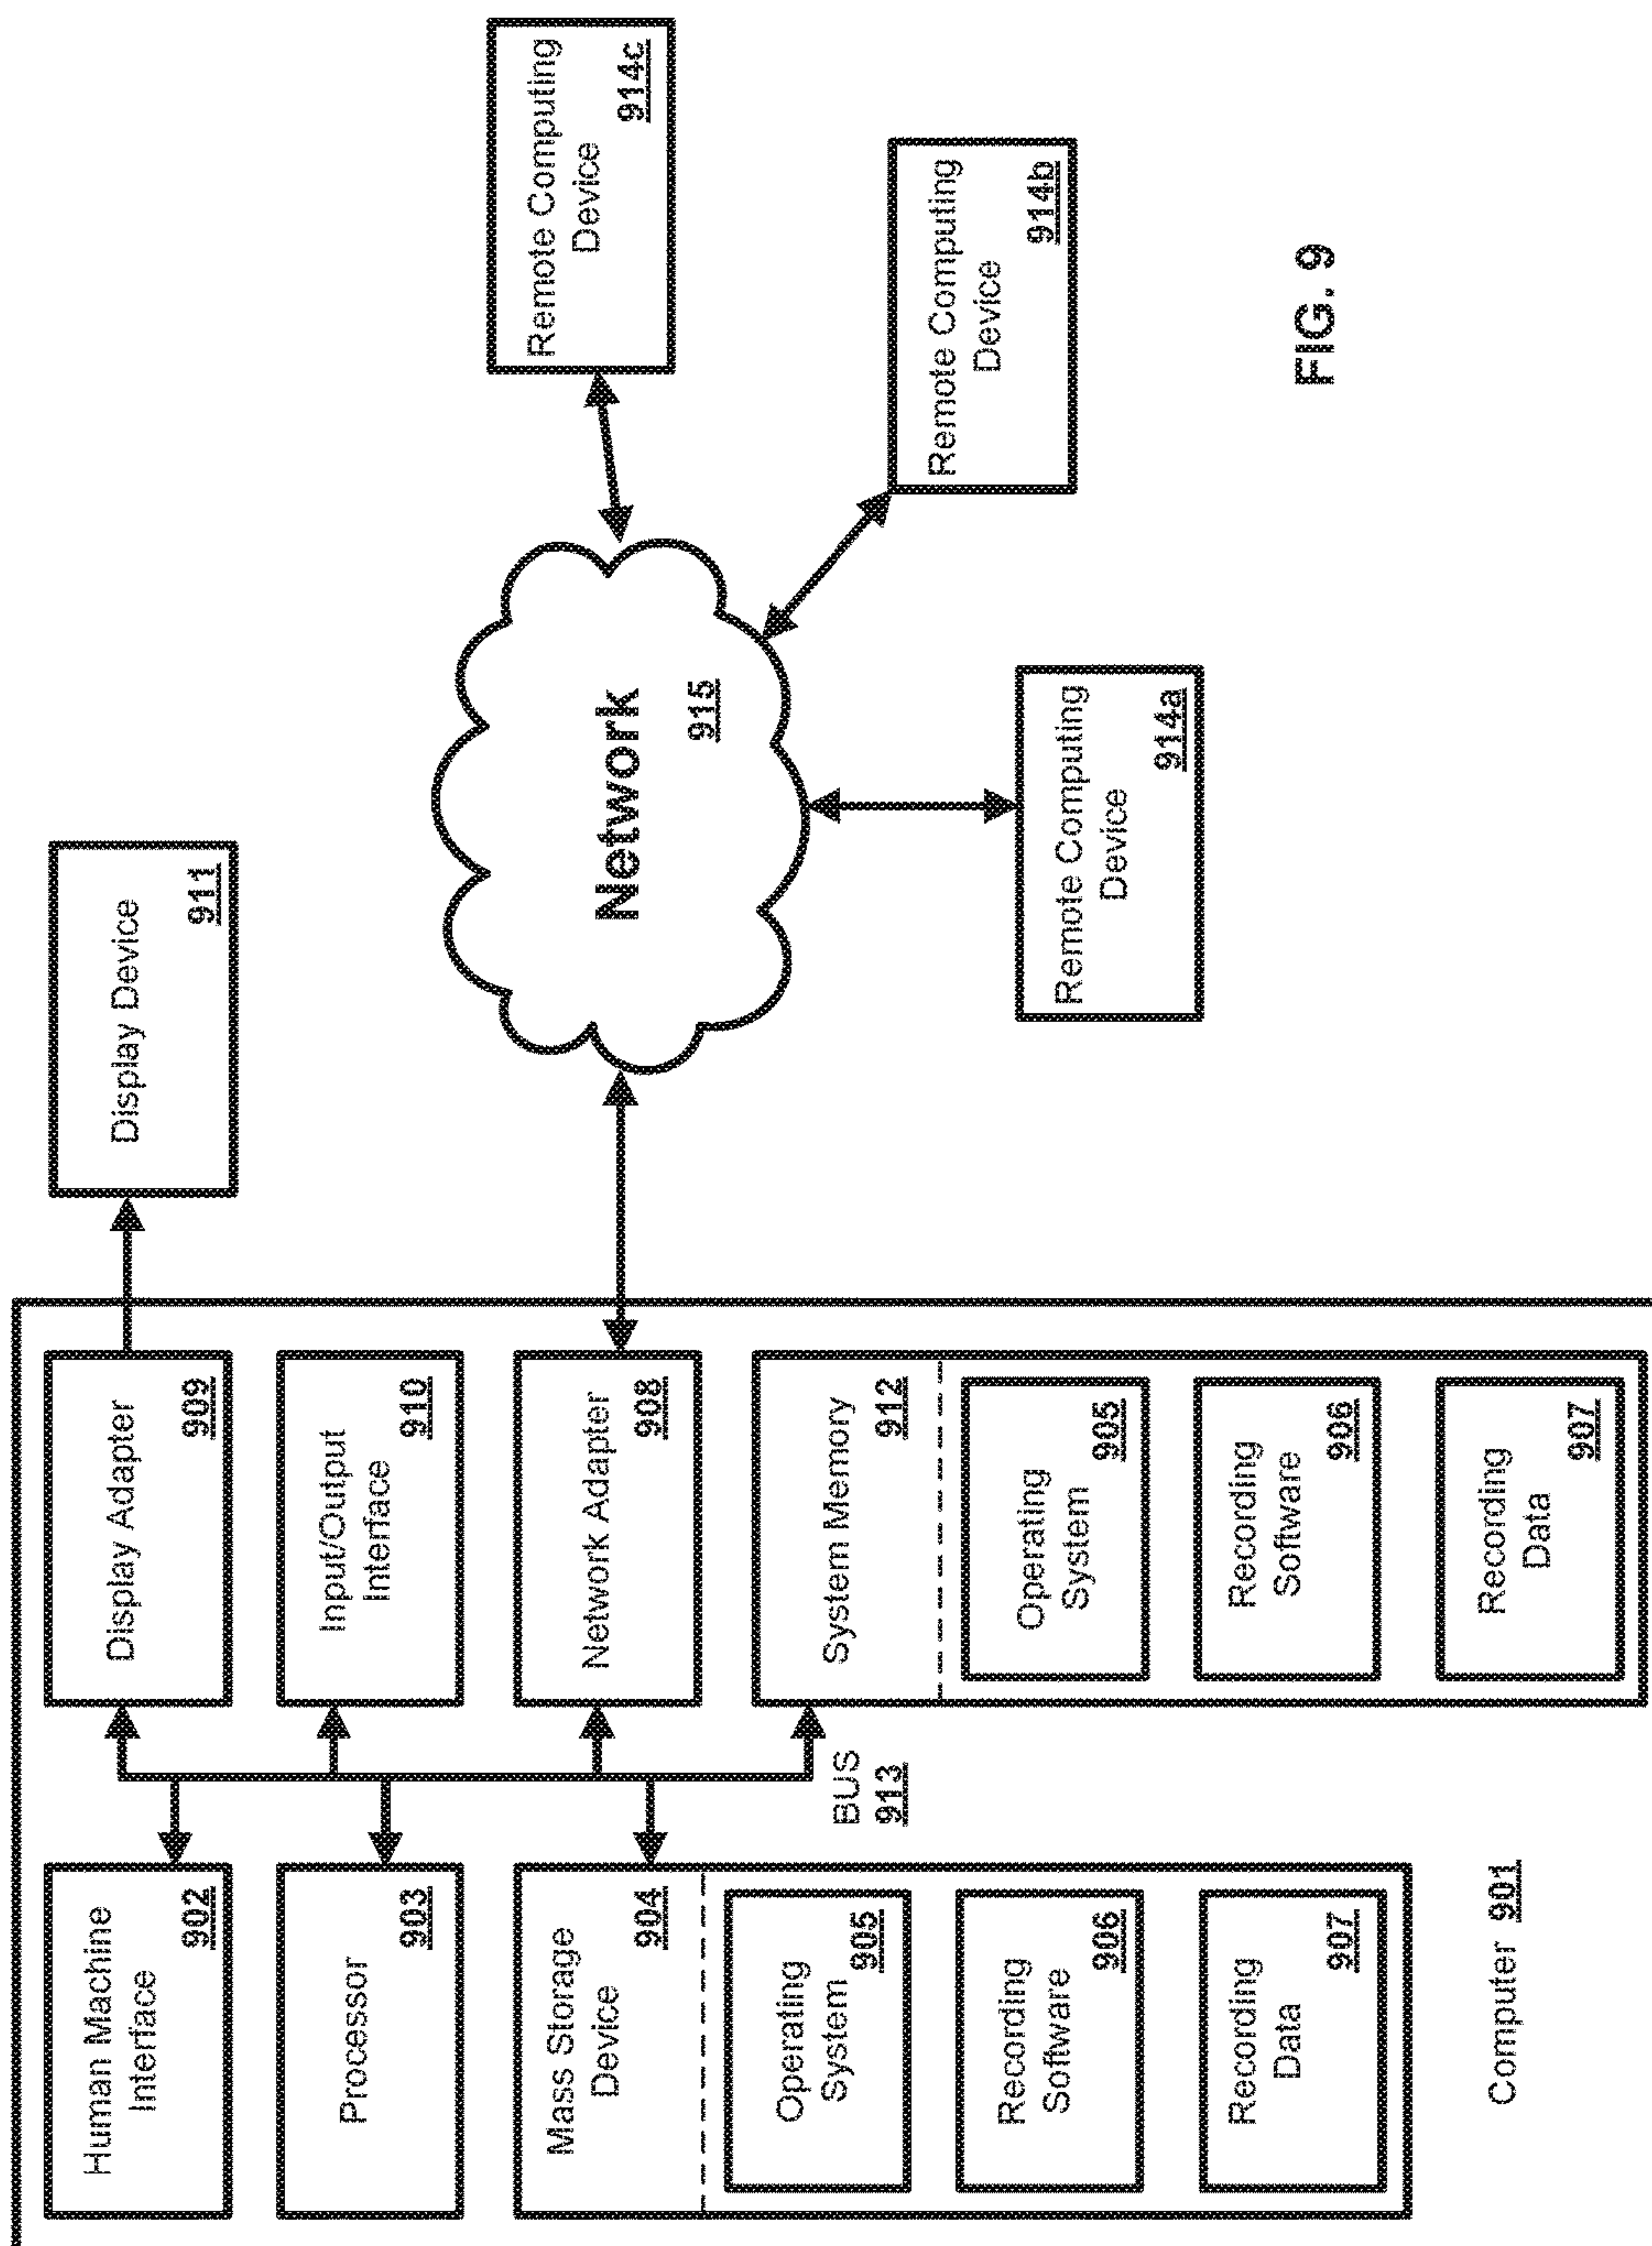 Human Machine
Interface
902
Processor
903
Mass Storage
Device
904
Operating
System
905
Recording
Software
906
Recording
Data
907
Computer 901
BUS
913
Display Adapter
909
Input/Output
Interface
910
Network Adapter
908
System Memory
912
Operating
System
905
Recording
Software
906
Recording
Data
907
Display Device
911
Network
915
Remote Computing
Device
914a
Remote Computing
Device
914b
Remote Computing
Device
914c
FIG. 9